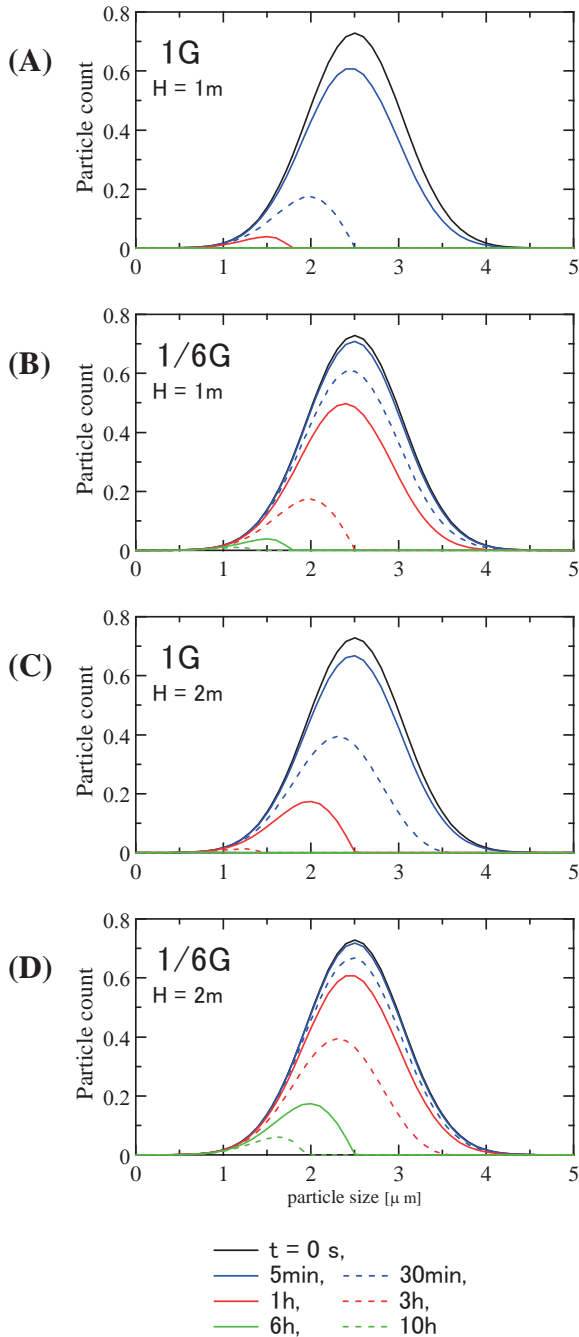 (A)
1G
H = 1m
Particle count
0.8
0.6
0.4
0.2
0
0 1 2 3 4 5
(B)
1/6G
H = 1m
Particle count
0.8
0.6
0.4
0.2
0
0 1 2 3 4 5
(C)
1G
H = 2m
Particle count
0.8
0.6
0.4
0.2
0
0 1 2 3 4 5
(D)
1/6G
H = 2m
Particle count
0.8
0.6
0.4
0.2
0
0 1 2 3 4 5
particle size [μ m]
t = 0 s,
5min, 30min,
1h, 3h,
6h, 10h